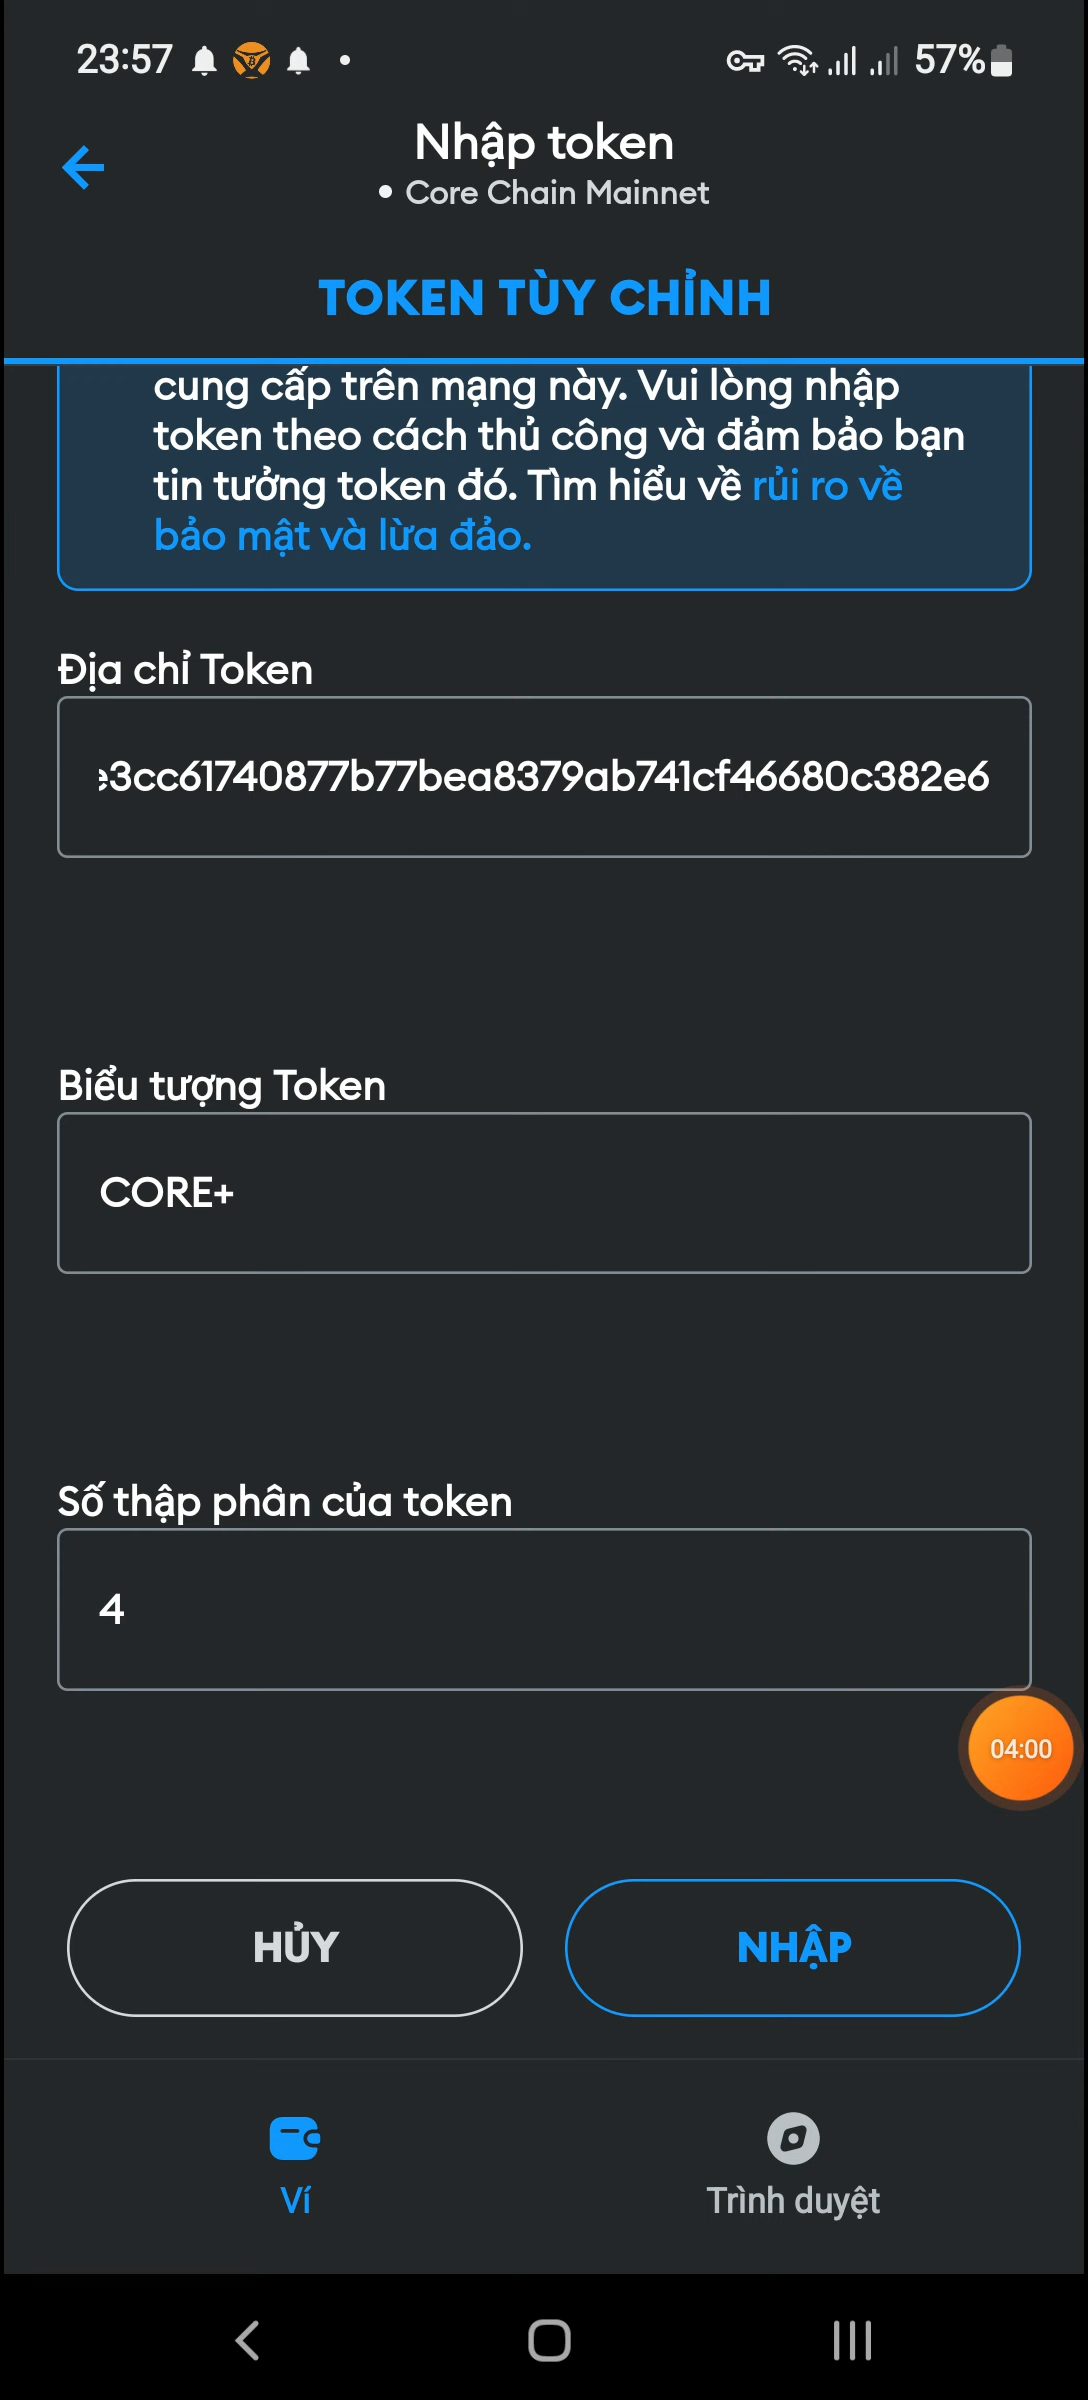 23:57
57%
Nhập token
Core Chain Mainnet
TOKEN TÙY CHỈNH
cung cấp trên mạng này. Vui lòng nhập
token theo cách thủ công và đảm bảo bạn
tin tưởng token đó. Tìm hiểu về rủi ro về
bảo mật và lừa đảo.
Địa chỉ Token
e3cc61740877b77bea8379ab741cf46680c382e6
Biểu tượng Token
CORE+
Số thập phân của token
4
04:00
HỦY
NHẬP
Ví
Trình duyệt